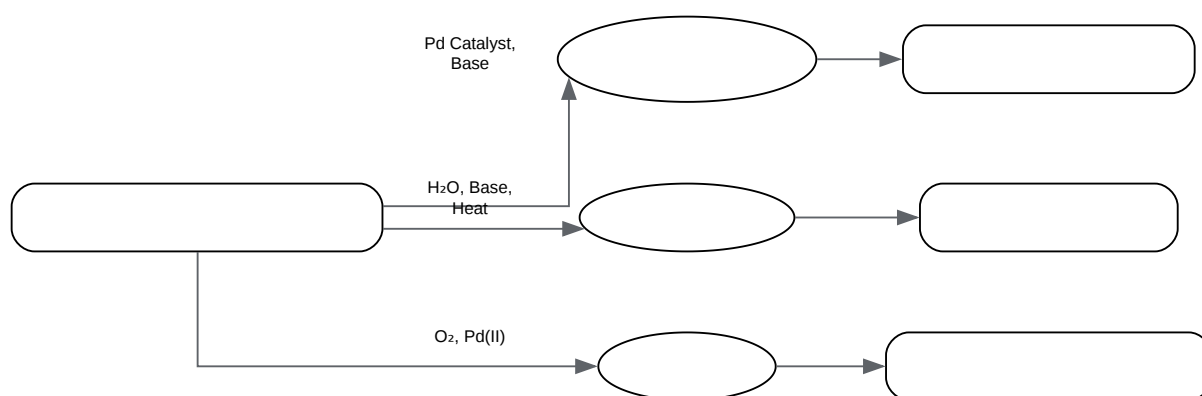 Pd Catalyst,
Base
H₂O, Base,
Heat
O₂, Pd(II)